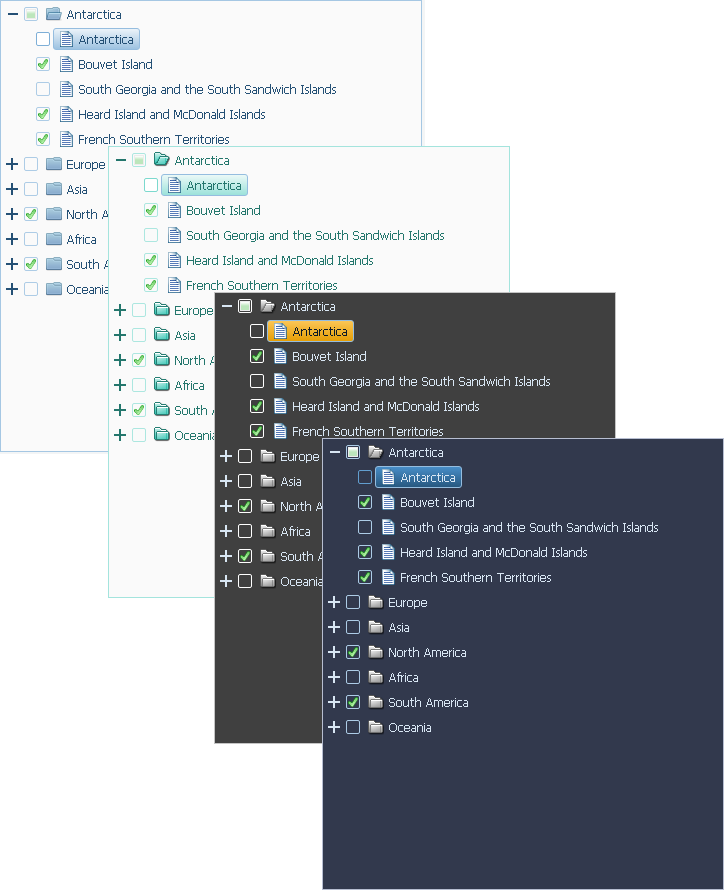 Antarctica
Antarctica
Bouvet Island
South Georgia and the South Sandwich Islands
Heard Island and McDonald Islands
French Southern Territories
Europe
Asia
North A
Africa
South A
Oceania
Antarctica
Antarctica
Bouvet Island
South Georgia and the South Sandwich Islands
Heard Island and McDonald Islands
French Southern Territories
Europe
Asia
North A
Africa
South A
Oceania
Antarctica
Antarctica
Bouvet Island
South Georgia and the South Sandwich Islands
Heard Island and McDonald Islands
French Southern Territories
Europe
Asia
North A
Africa
South A
Oceania
Antarctica
Antarctica
Bouvet Island
South Georgia and the South Sandwich Islands
Heard Island and McDonald Islands
French Southern Territories
Europe
Asia
North America
Africa
South America
Oceania